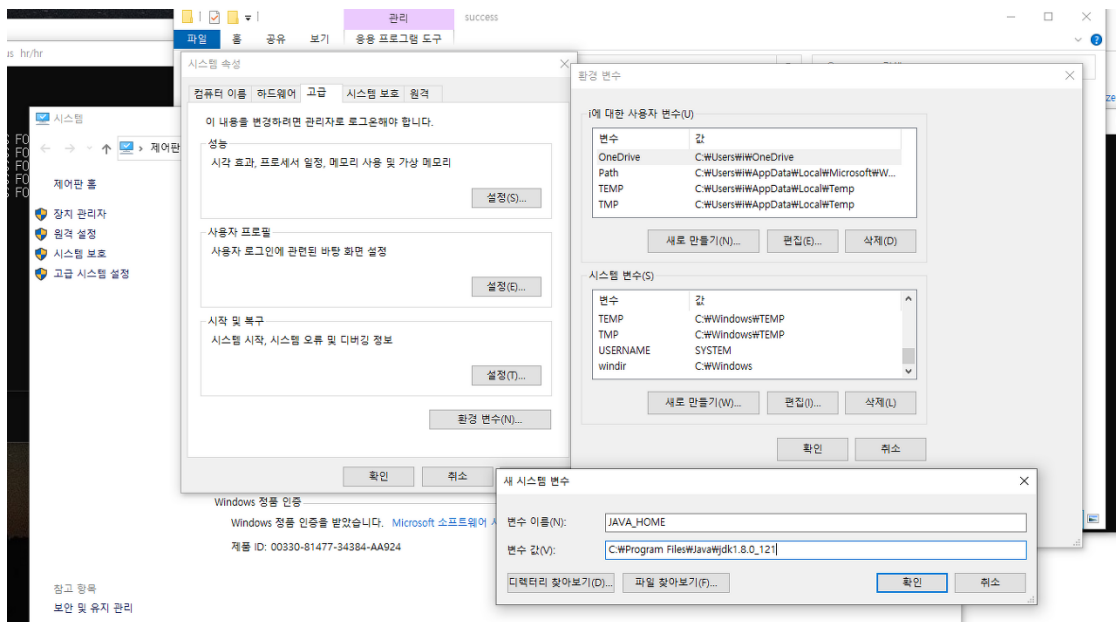 관리
success
파일
홈
공유
보기
응용 프로그램 도구
hr/hr
시스템 속성
컴퓨터 이름
하드웨어
고급
시스템 보호
원격
이 내용을 변경하려면 관리자로 로그온해야 합니다.
성능
시각 효과, 프로세서 일정, 메모리 사용 및 가상 메모리
설정(S)...
사용자 프로필
사용자 로그인에 관련된 바탕 화면 설정
설정(E)...
시작 및 복구
시스템 시작, 시스템 오류 및 디버깅 정보
설정(T)...
환경 변수(N)...
확인
취소
환경 변수
i에 대한 사용자 변수(U)
변수 값
OneDrive C:₩Users₩i₩OneDrive
Path C:₩Users₩i₩AppData₩Local₩Microsoft₩W...
TEMP C:₩Users₩i₩AppData₩Local₩Temp
TMP C:₩Users₩i₩AppData₩Local₩Temp
새로 만들기(N)...
편집(E)...
삭제(D)
시스템 변수(S)
변수 값
TEMP C:₩Windows₩TEMP
TMP C:₩Windows₩TEMP
USERNAME SYSTEM
windir C:₩Windows
새로 만들기(W)...
편집(I)...
삭제(L)
확인
취소
새 시스템 변수
변수 이름(N): JAVA_HOME
변수 값(V): C:₩Program Files₩Java₩jdk1.8.0_121
디렉터리 찾아보기(D)...
파일 찾아보기(F)...
확인
취소
시스템
제어판
제어판 홈
장치 관리자
원격 설정
시스템 보호
고급 시스템 설정
Windows 정품 인증
Windows 정품 인증을 받았습니다. Microsoft 소프트웨어
제품 ID: 00330-81477-34384-AA924
참고 항목
보안 및 유지 관리
FO
FO
FO
FO
FO